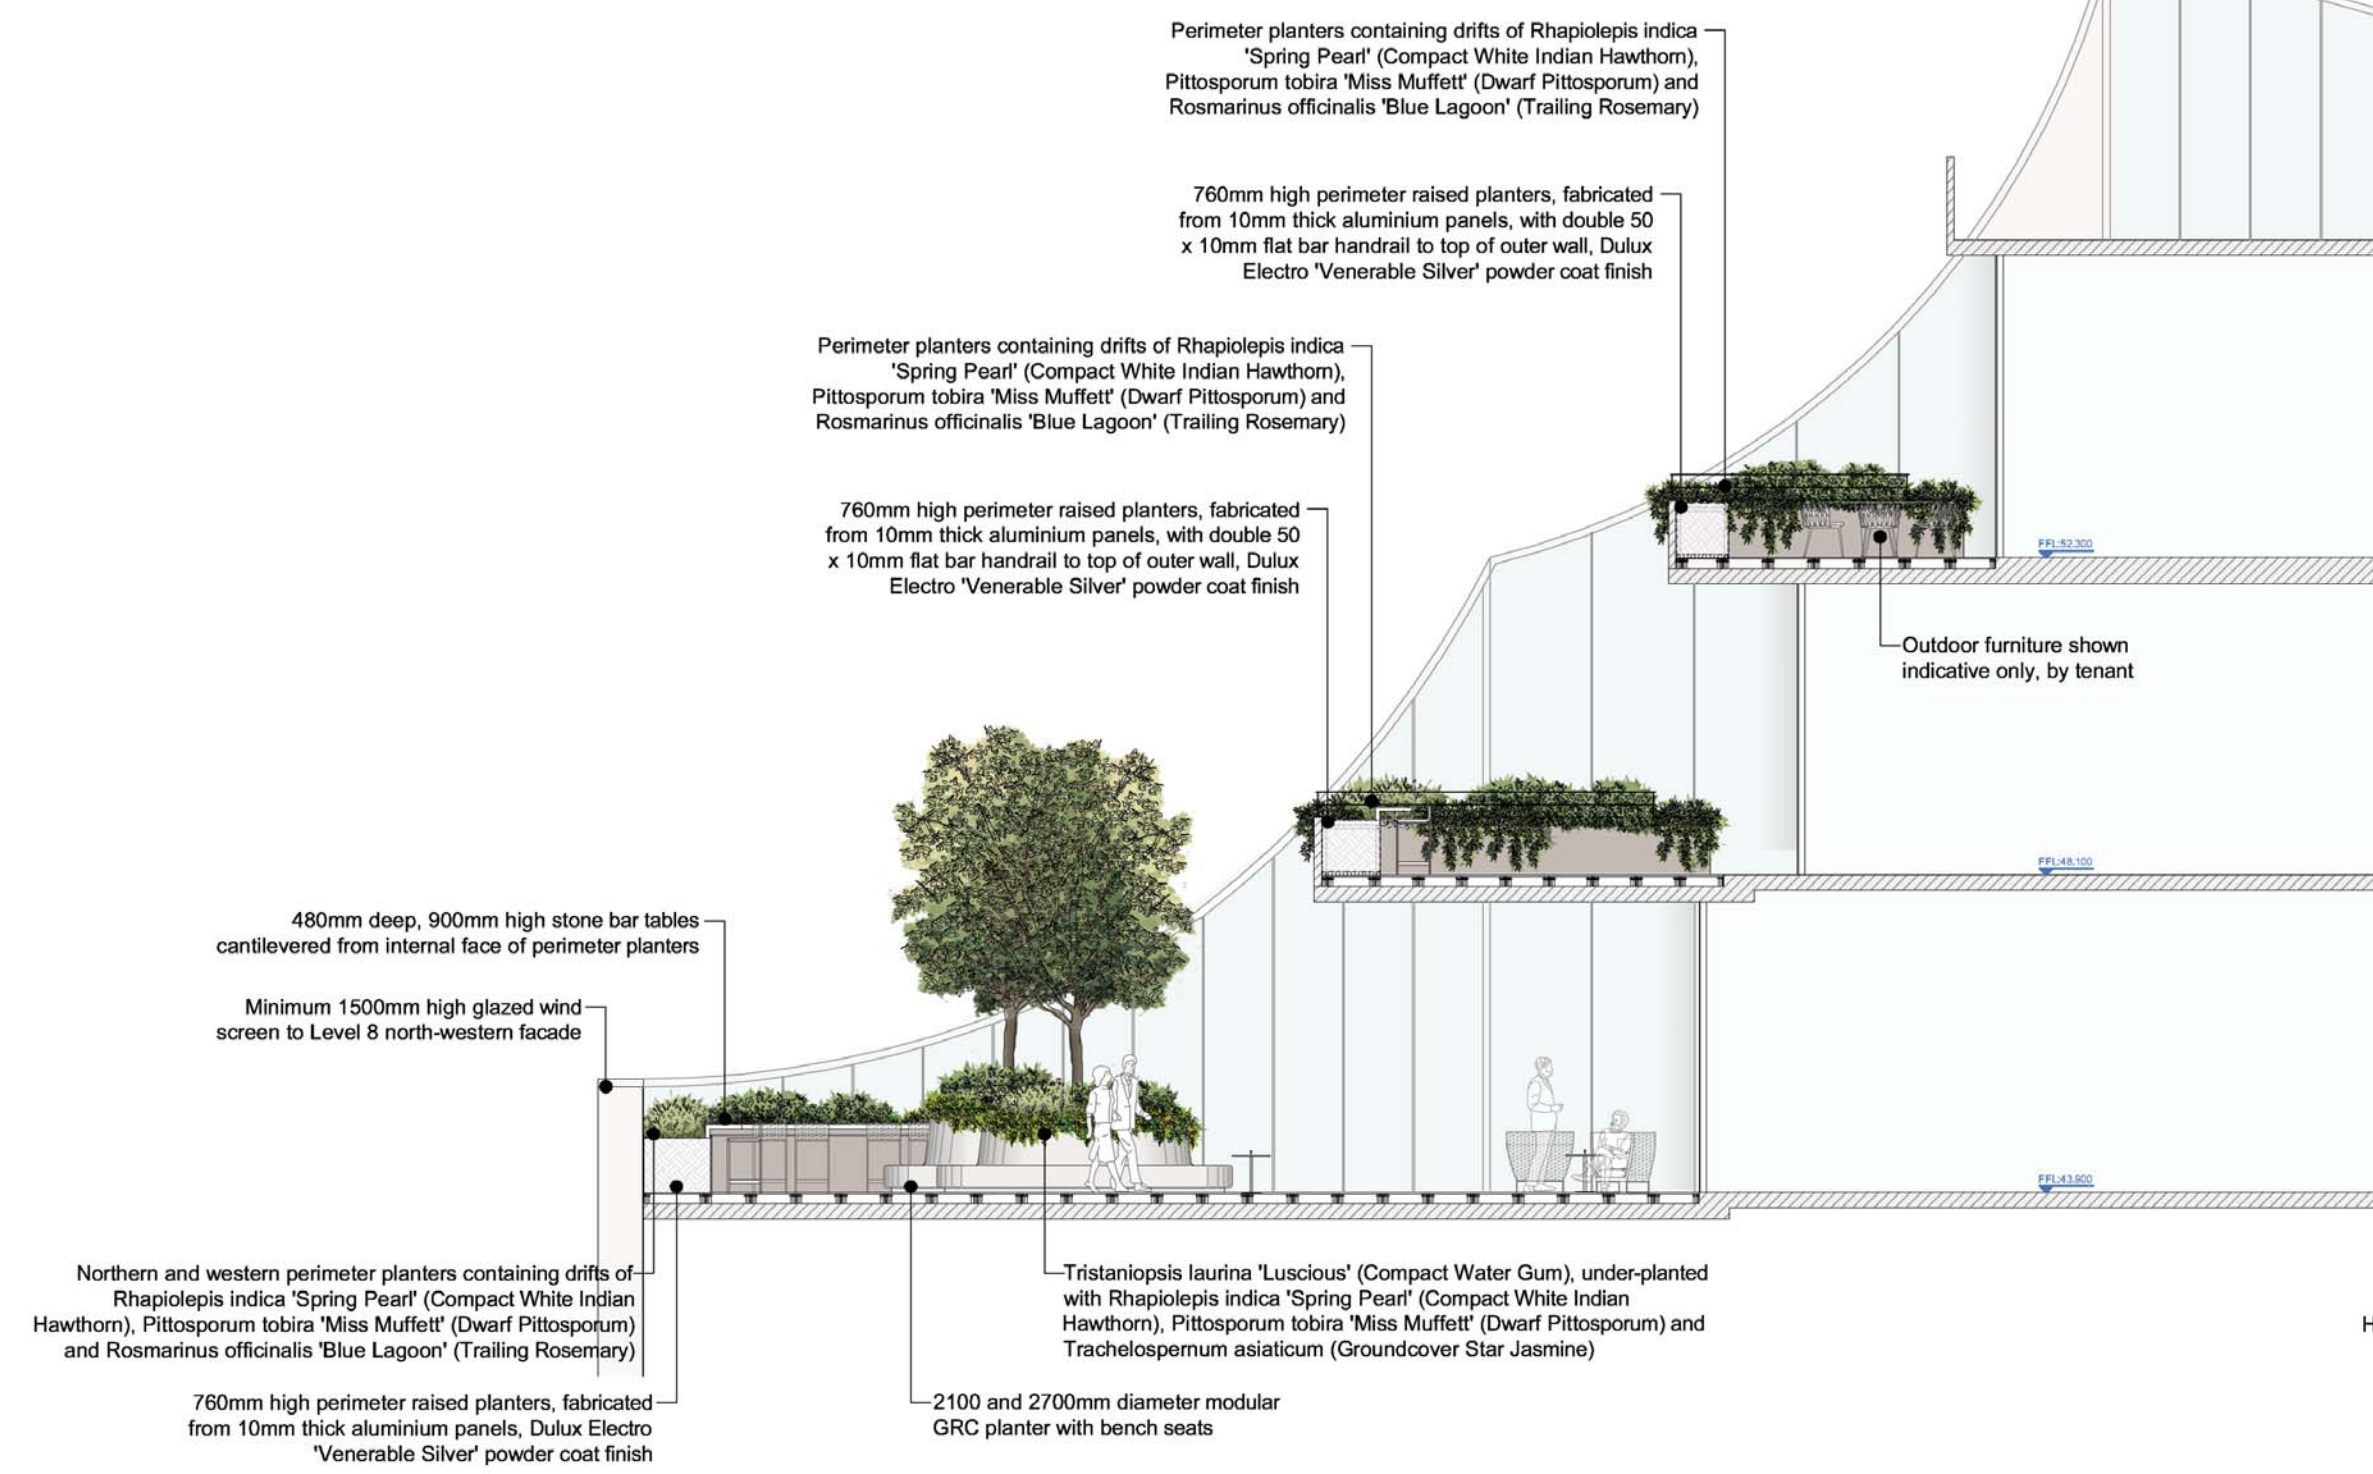 Perimeter planters containing drifts of Rhapiolepis indica
'Spring Pearl' (Compact White Indian Hawthorn),
Pittosporum tobira 'Miss Muffett' (Dwarf Pittosporum) and
Rosmarinus officinalis 'Blue Lagoon' (Trailing Rosemary)
760mm high perimeter raised planters, fabricated
from 10mm thick aluminium panels, with double 50
x 10mm flat bar handrail to top of outer wall, Dulux
Electro 'Venerable Silver' powder coat finish
Perimeter planters containing drifts of Rhapiolepis indica
'Spring Pearl' (Compact White Indian Hawthorn),
Pittosporum tobira 'Miss Muffett' (Dwarf Pittosporum) and
Rosmarinus officinalis 'Blue Lagoon' (Trailing Rosemary)
760mm high perimeter raised planters, fabricated
from 10mm thick aluminium panels, with double 50
x 10mm flat bar handrail to top of outer wall, Dulux
Electro 'Venerable Silver' powder coat finish
FFL:52.300
Outdoor furniture shown
indicative only, by tenant
FFL:48.100
480mm deep, 900mm high stone bar tables
cantilevered from internal face of perimeter planters
Minimum 1500mm high glazed wind
screen to Level 8 north-western facade
FFL:43.900
Northern and western perimeter planters containing drifts of
Rhapiolepis indica 'Spring Pearl' (Compact White Indian
Hawthorn), Pittosporum tobira 'Miss Muffett' (Dwarf Pittosporum)
and Rosmarinus officinalis 'Blue Lagoon' (Trailing Rosemary)
Tristaniopsis laurina 'Luscious' (Compact Water Gum), under-planted
with Rhapiolepis indica 'Spring Pearl' (Compact White Indian
Hawthorn), Pittosporum tobira 'Miss Muffett' (Dwarf Pittosporum) and
Trachelospernum asiaticum (Groundcover Star Jasmine)
H
760mm high perimeter raised planters, fabricated
from 10mm thick aluminium panels, Dulux Electro
'Venerable Silver' powder coat finish
2100 and 2700mm diameter modular
GRC planter with bench seats